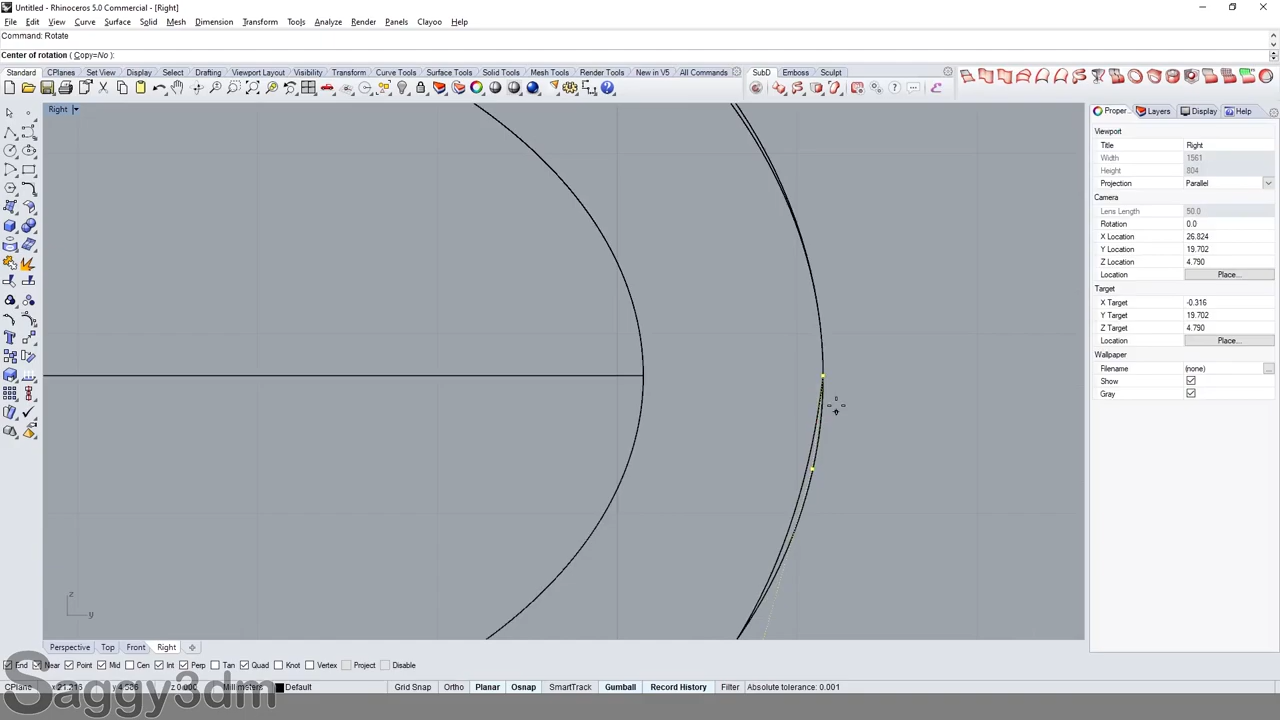 Untitled - Rhinoceros 5.0 Commercial - [Right]
File Edit View Curve Surface Solid Mesh Dimension Transform Tools Analyze Render Panels Clayoo Help
Command: Rotate
Center of rotation ( Copy=No ):
Standard CPlanes Set View Display Select Drafting Viewport Layout Visibility Transform Curve Tools Surface Tools Solid Tools Mesh Tools Render Tools New in V5 All Commands SubD Emboss Sculpt
Right
Proper... Layers Display Help
Viewport
Title Right
Width 1561
Height 804
Projection Parallel
Camera
Lens Length 50.0
Rotation 0.0
X Location 26.824
Y Location 19.702
Z Location 4.790
Location Place...
Target
X Target -0.316
Y Target 19.702
Z Target 4.790
Location Place...
Wallpaper
Filename (none) ...
Show
Gray
z
y
Perspective Top Front Right
End Near Point Mid Cen Int Perp Tan Quad Knot Vertex Project Disable
CPlane Millimeters Default Grid Snap Ortho Planar Osnap SmartTrack Gumball Record History Filter Absolute tolerance: 0.001
Saggy3dm